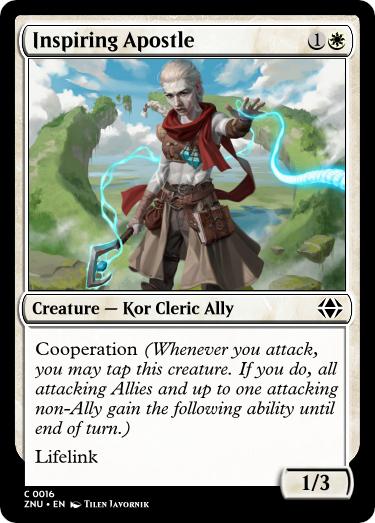 Inspiring Apostle 1
Creature — Kor Cleric Ally
Cooperation (Whenever you attack,
you may tap this creature. If you do, all
attacking Allies and up to one attacking
non-Ally gain the following ability until
end of turn.)
Lifelink
1/3
C 0016
ZNU • EN Tilen Javornik